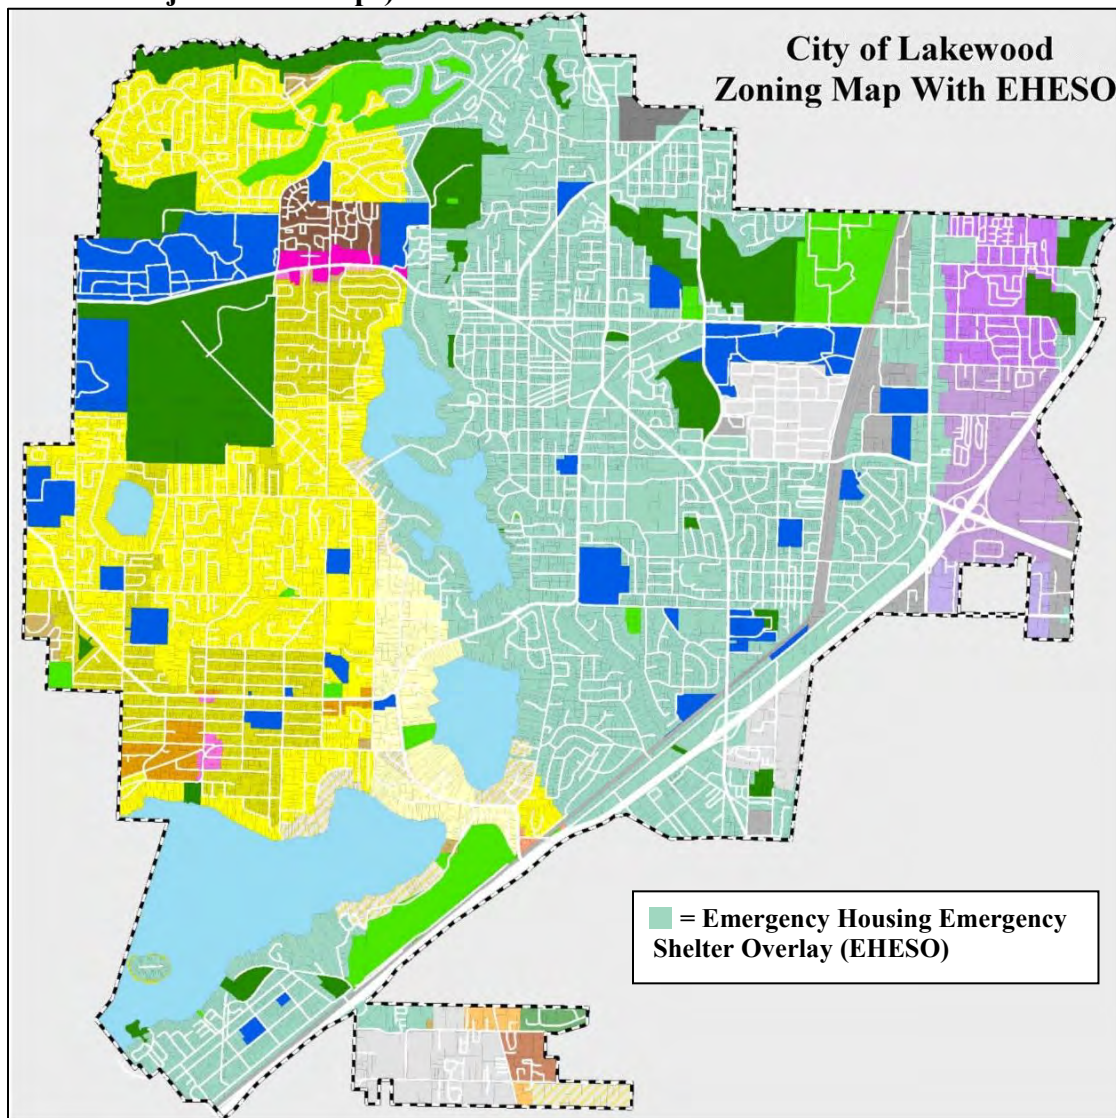 City of Lakewood
Zoning Map With EHESO
= Emergency Housing Emergency
Shelter Overlay (EHESO)